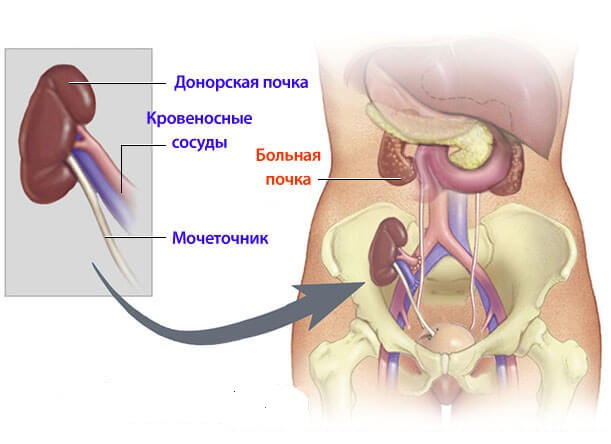 Донорская почка
Кровеносные
сосуды
Больная
почка
Мочеточник